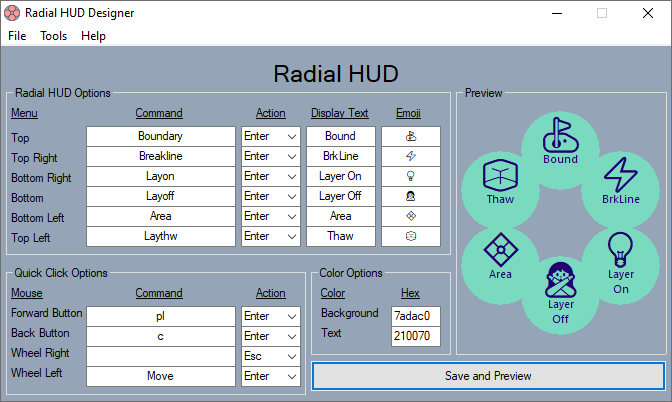 Radial HUD Designer
File Tools Help
Radial HUD
Radial HUD Options
Menu Command Action Display Text Emoji
Top Boundary Enter Bound
Top Right Breakline Enter BrkLine
Bottom Right Layon Enter Layer On
Bottom Layoff Enter Layer Off
Bottom Left Area Enter Area
Top Left Laythw Enter Thaw
Quick Click Options
Mouse Command Action
Forward Button pl Enter
Back Button c Enter
Wheel Right Esc
Wheel Left Move Enter
Color Options
Color Hex
Background 7adac0
Text 210070
Preview
Bound
Thaw BrkLine
Area Layer
On
Layer
Off
Save and Preview